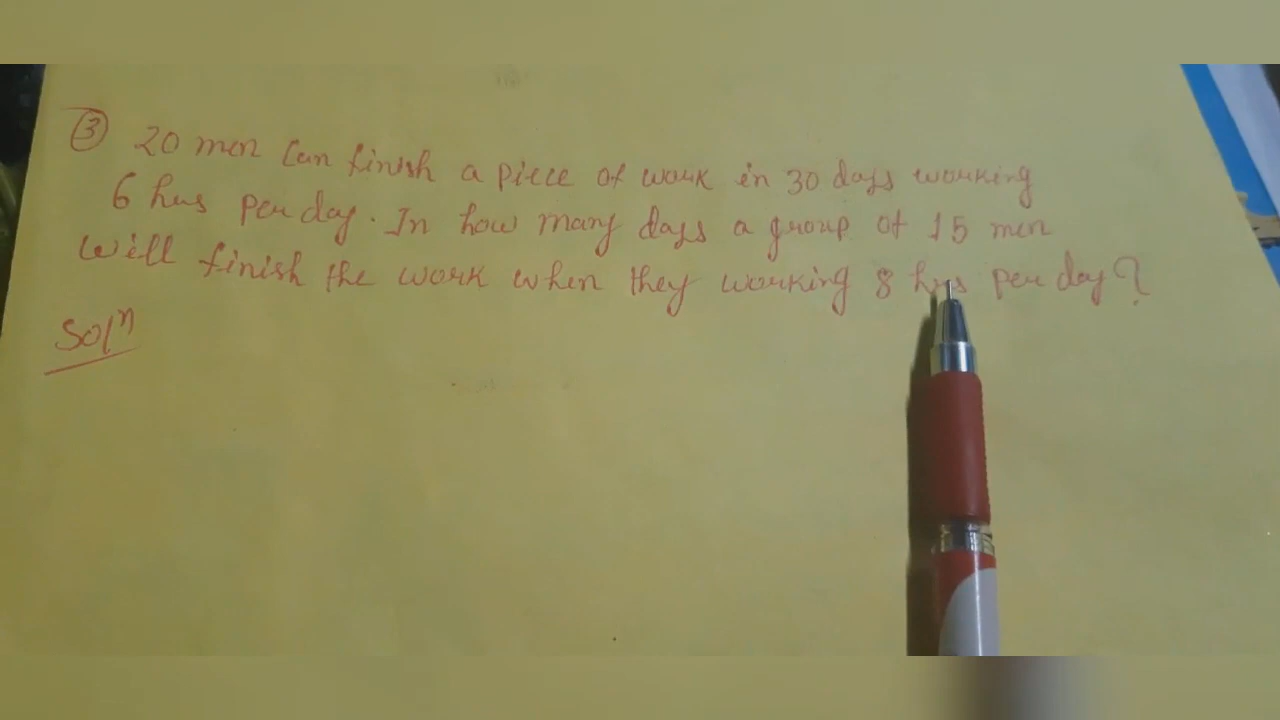 ③ 20 men can finish a piece of work in 30 days working
6 hrs per day. In how many days a group of 15 men
will finish the work when they working 8 hrs per day?
Solⁿ